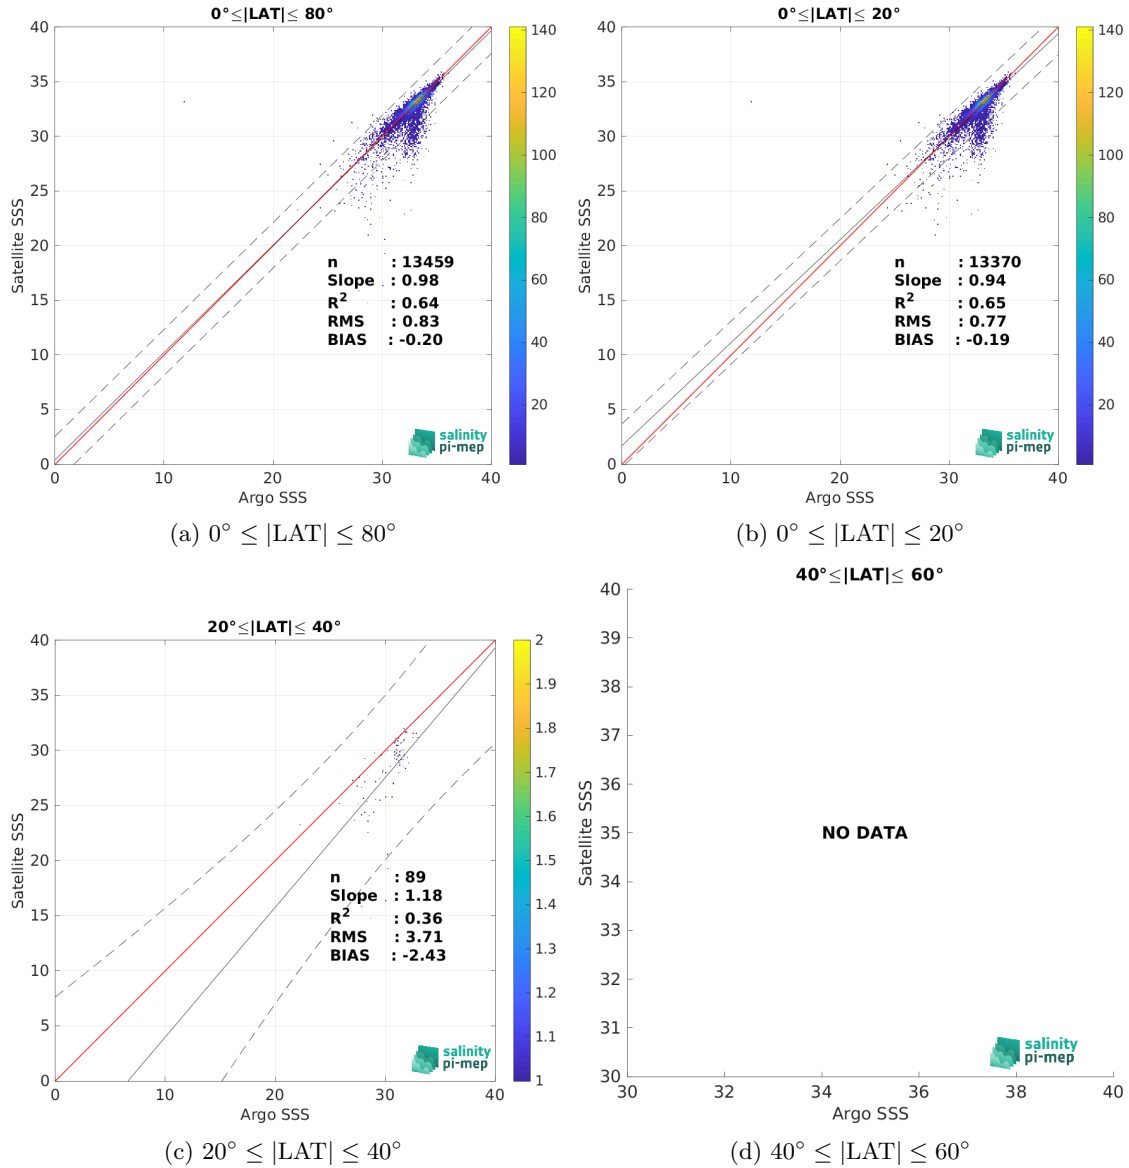 0°≤|LAT|≤ 80°
40
35
30
25
20
15
10
5
0
0
10
20
30
40
Satellite SSS
Argo SSS
n : 13459
Slope : 0.98
R² : 0.64
RMS : 0.83
BIAS : -0.20
salinity
pi-mep
140
120
100
80
60
40
20
(a) 0° ≤ |LAT| ≤ 80°
0°≤|LAT|≤ 20°
40
35
30
25
20
15
10
5
0
0
10
20
30
40
Satellite SSS
Argo SSS
n : 13370
Slope : 0.94
R² : 0.65
RMS : 0.77
BIAS : -0.19
salinity
pi-mep
140
120
100
80
60
40
20
(b) 0° ≤ |LAT| ≤ 20°
20°≤|LAT|≤ 40°
40
35
30
25
20
15
10
5
0
0
10
20
30
40
Satellite SSS
Argo SSS
n : 89
Slope : 1.18
R² : 0.36
RMS : 3.71
BIAS : -2.43
salinity
pi-mep
2
1.9
1.8
1.7
1.6
1.5
1.4
1.3
1.2
1.1
1
(c) 20° ≤ |LAT| ≤ 40°
40°≤|LAT|≤ 60°
40
39
38
37
36
35
34
33
32
31
30
30
32
34
36
38
40
Satellite SSS
Argo SSS
NO DATA
salinity
pi-mep
(d) 40° ≤ |LAT| ≤ 60°